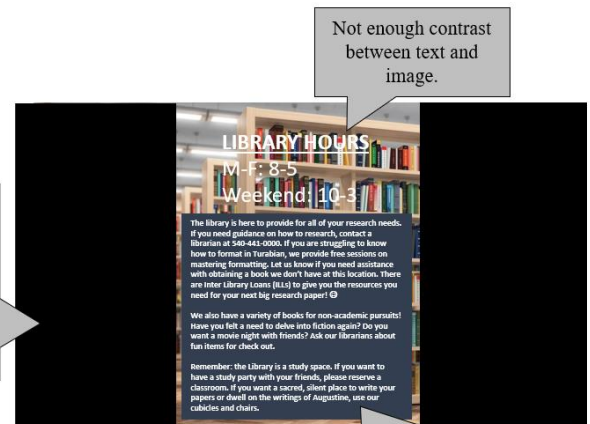 Not enough contrast
between text and
image.
LIBRARY HOURS
M-F: 8-5
Weekend: 10-3
The library is here to provide for all of your research needs.
If you need guidance on how to research, contact a
librarian at 540-441-0000. If you are struggling to know
how to format in Turabian, we provide free sessions on
mastering formatting. Let us know if you need assistance
with obtaining a book we don't have at this location. There
are Inter Library Loans (ILLs) to give you the resources you
need for your next big research paper! ☺
We also have a variety of books for non-academic pursuits!
Have you felt a need to delve into fiction again? Do you
want a movie night with friends? Ask our librarians about
fun items for check out.
Remember: the Library is a study space. If you want to
have a study party with your friends, please reserve a
classroom. If you want a sacred, silent place to write your
papers or dwell on the writings of Augustine, use our
cubicles and chairs.